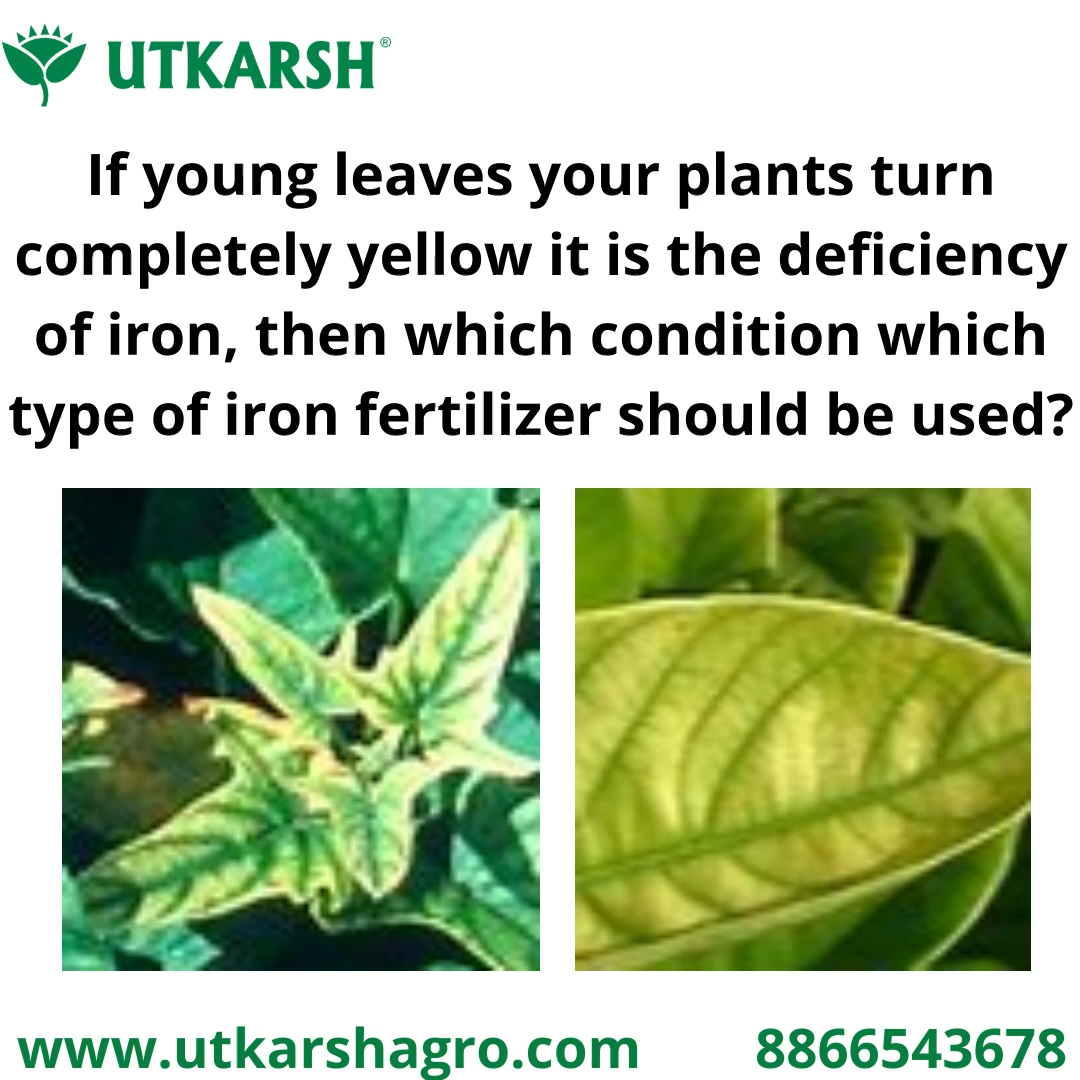 UTKARSH®
If young leaves your plants turn
completely yellow it is the deficiency
of iron, then which condition which
type of iron fertilizer should be used?
www.utkarshagro.com 8866543678